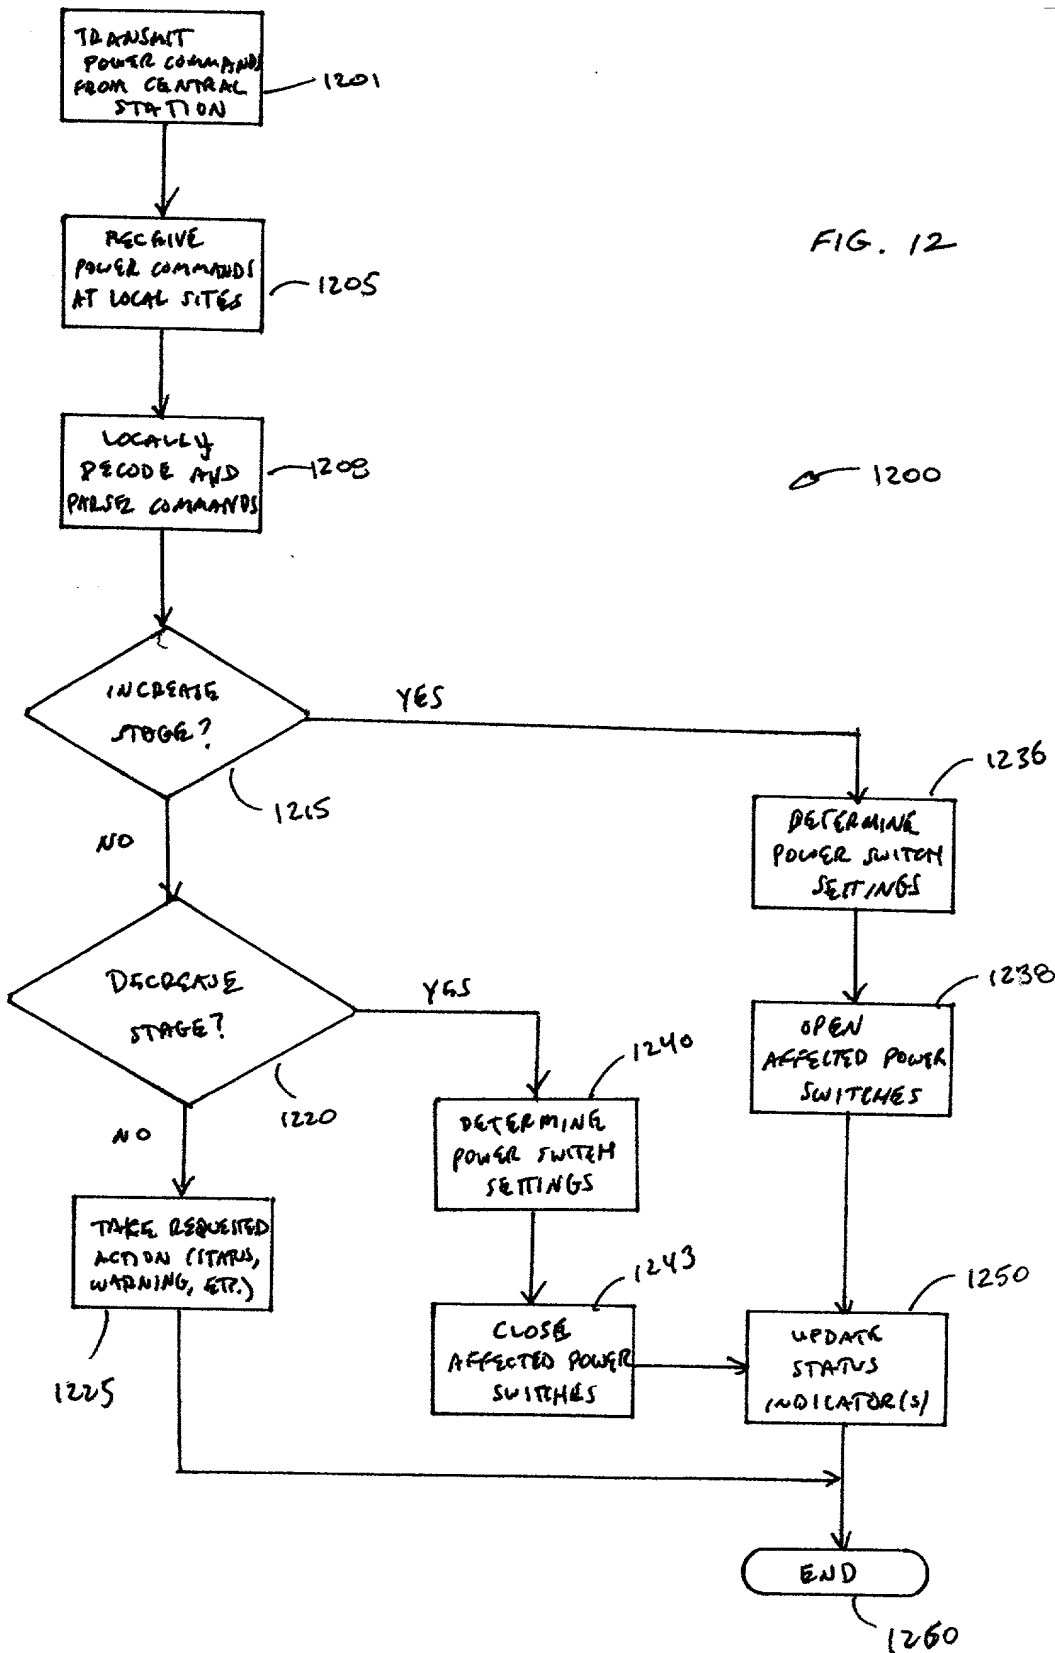 TRANSMIT
POWER COMMANDS
FROM CENTRAL
STATION
1201
RECEIVE
POWER COMMANDS
AT LOCAL SITES
1205
FIG. 12
LOCALLY
DECODE AND
PARSE COMMANDS
1208
1200
INCREASE
STAGE?
YES
1215
NO
1236
DETERMINE
POWER SWITCH
SETTINGS
DECREASE
STAGE?
YES
1220
NO
1238
OPEN
AFFECTED POWER
SWITCHES
1240
DETERMINE
POWER SWITCH
SETTINGS
TAKE REQUESTED
ACTION (STATUS,
WARNING, ETC.)
1225
1243
CLOSE
AFFECTED POWER
SWITCHES
1250
UPDATE
STATUS
INDICATOR(S)
END
1260